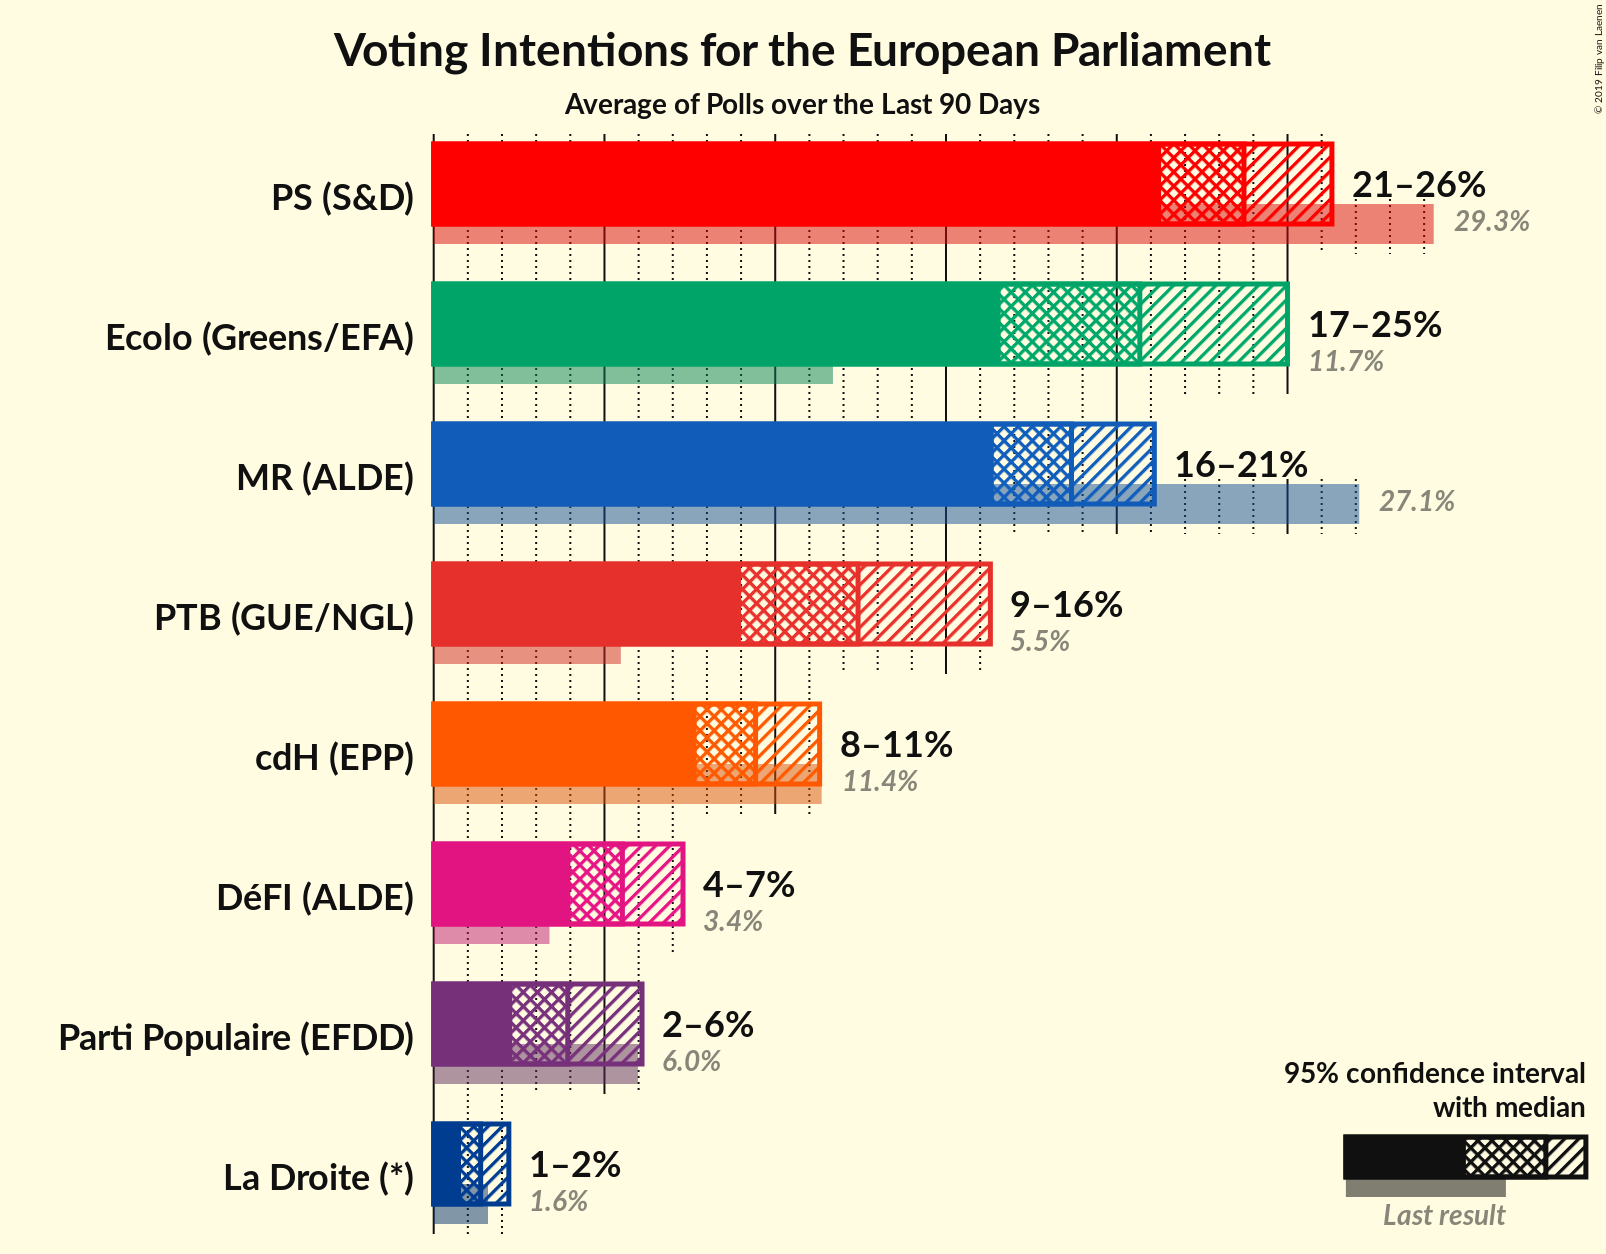 Voting Intentions for the European Parliament
Average of Polls over the Last 90 Days
© 2019 Filip van Laenen
PS (S&D)
21–26%
29.3%
Ecolo (Greens/EFA)
17–25%
11.7%
MR (ALDE)
16–21%
27.1%
PTB (GUE/NGL)
9–16%
5.5%
cdH (EPP)
8–11%
11.4%
DéFI (ALDE)
4–7%
3.4%
Parti Populaire (EFDD)
2–6%
6.0%
La Droite (*)
1–2%
1.6%
95% confidence interval
with median
Last result